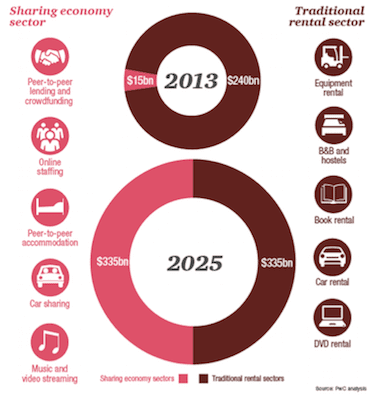 Sharing economy
sector
Traditional
rental sector
Peer-to-peer
lending and
crowdfunding
Online
staffing
Peer-to-peer
accommodation
Car sharing
Music and
video streaming
$15bn
2013
$240bn
$335bn
2025
$335bn
Equipment
rental
B&B and
hostels
Book rental
Car rental
DVD rental
Sharing economy sectors
Traditional rental sectors
Source: PwC analysis